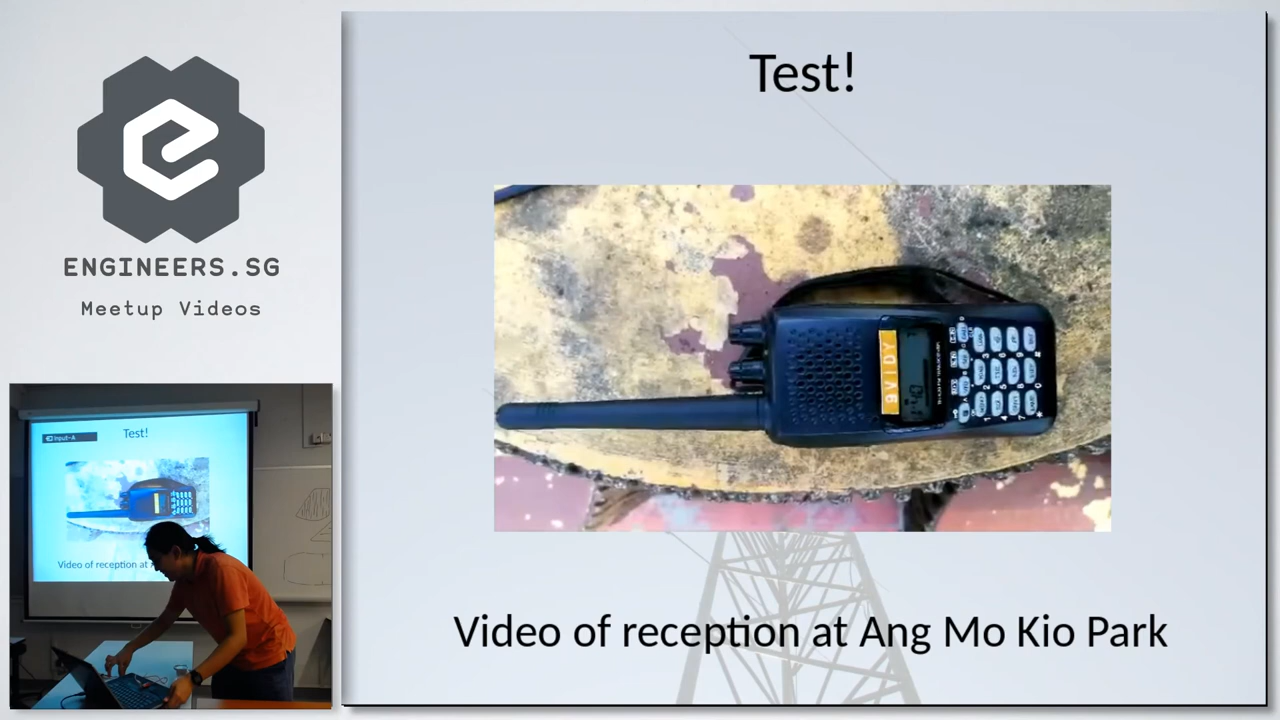 ENGINEERS.SG
Meetup Videos
Test!
9V1DY
Video of reception at Ang Mo Kio Park
Input-A
Test!
Video of reception at